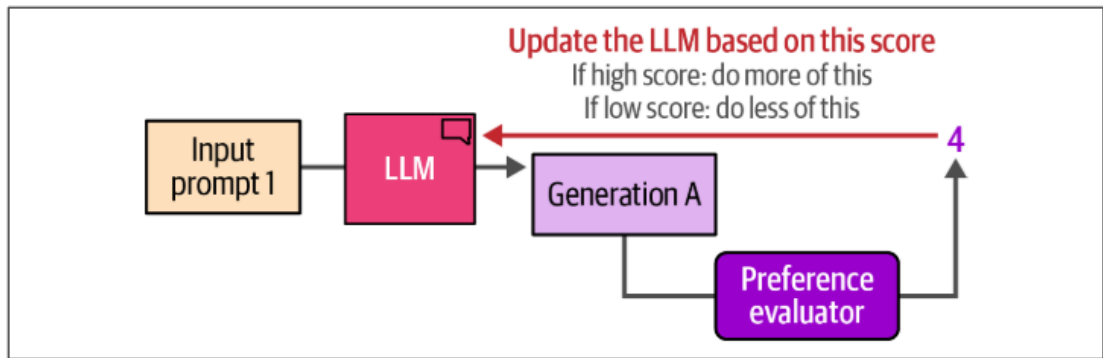 Update the LLM based on this score
If high score: do more of this
If low score: do less of this
Input
prompt 1
LLM
4
Generation A
Preference
evaluator